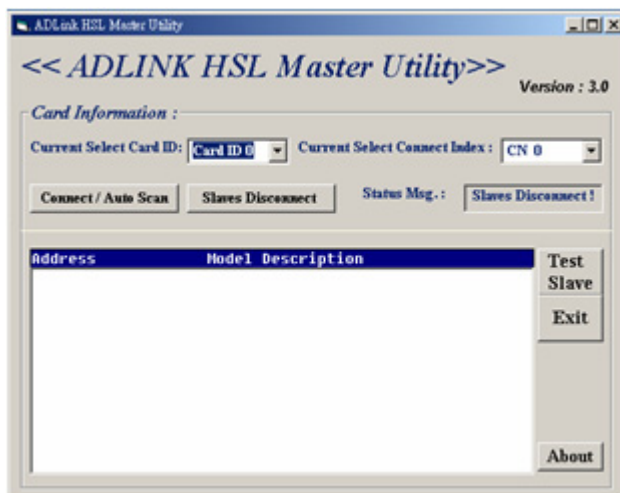 ADLink HSL Master Utility
<< ADLINK HSL Master Utility>>
Version : 3.0
Card Information :
Current Select Card ID: Card ID 0 Current Select Connect Index : CN 0
Connect / Auto Scan Slaves Disconnect Status Msg. : Slaves Disconnect !
Address Model Description
Test
Slave
Exit
About